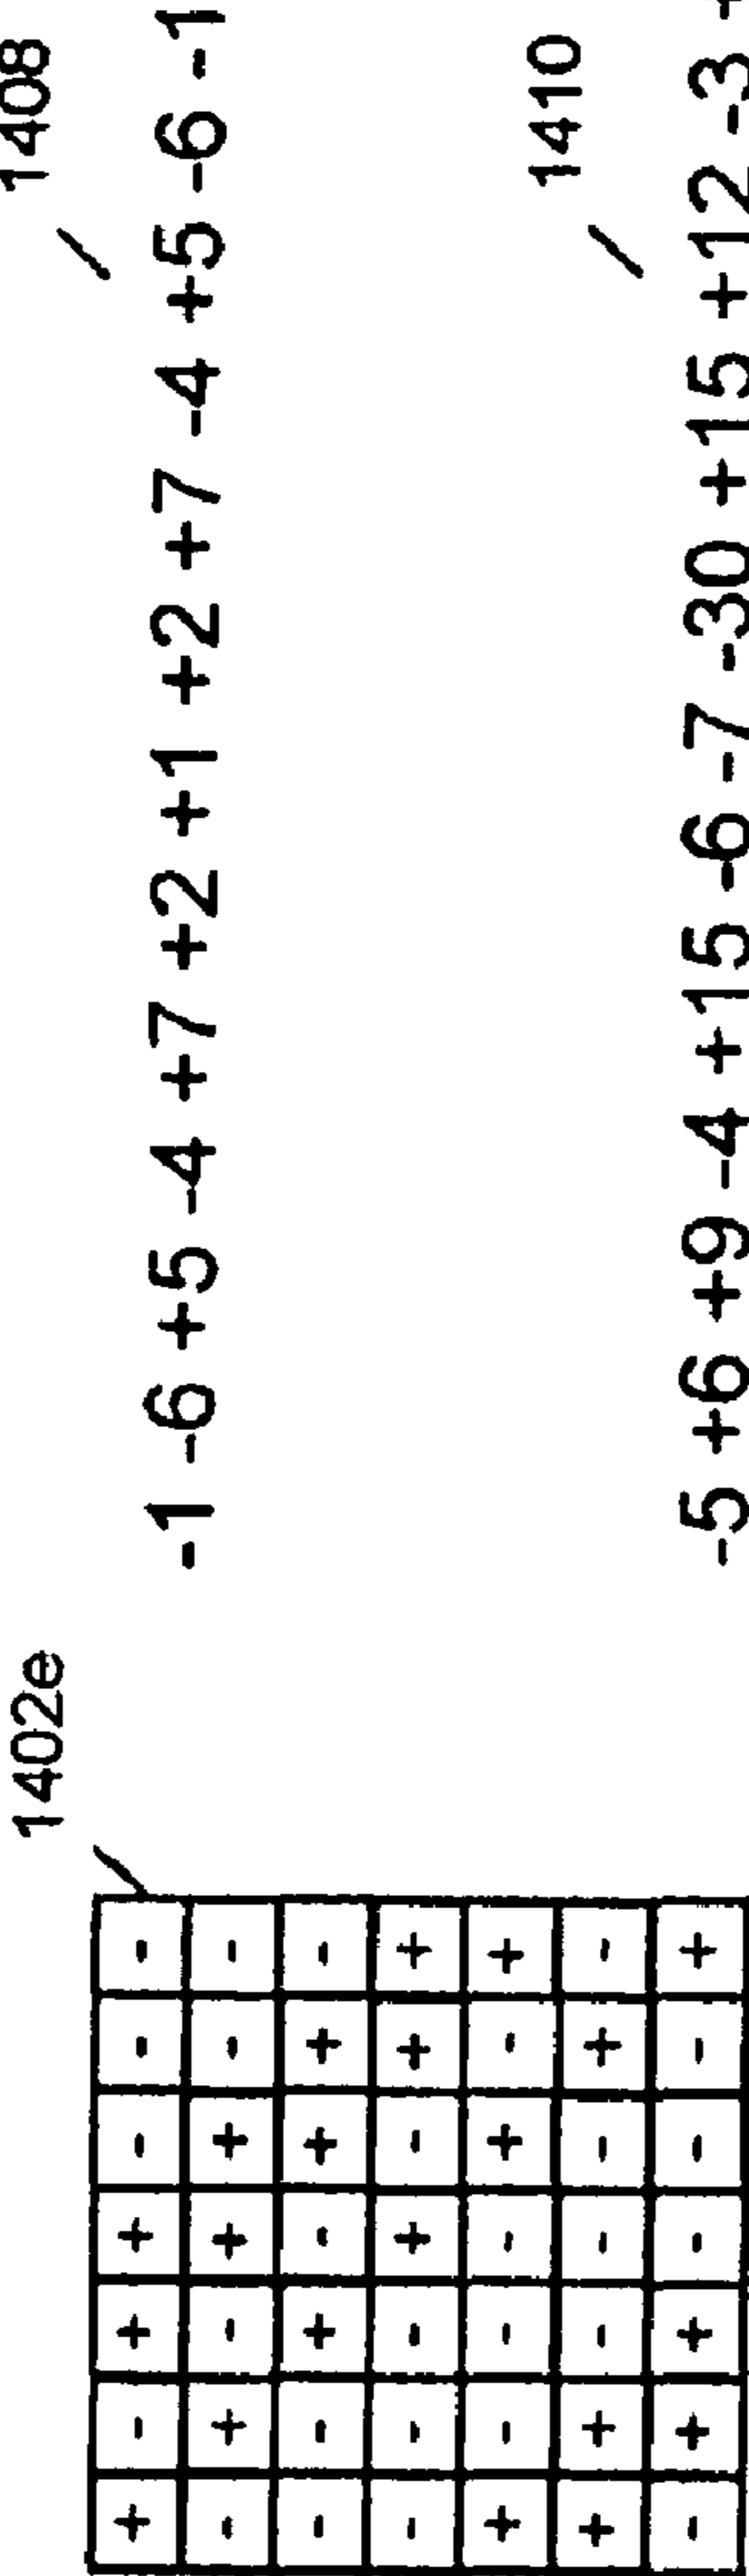 1402e
+ - + + - - -
- + - + + - -
- - + - + + -
- - - + - + +
+ - - - + - +
+ + - - - + -
- + + - - - +
1408
-1 -6 +5 -4 +7 +2 +1 +2 +7 -4 +5 -6 -1
1410
-5 +6 +9 -4 +15 -6 -7 -30 +15 +12 -3